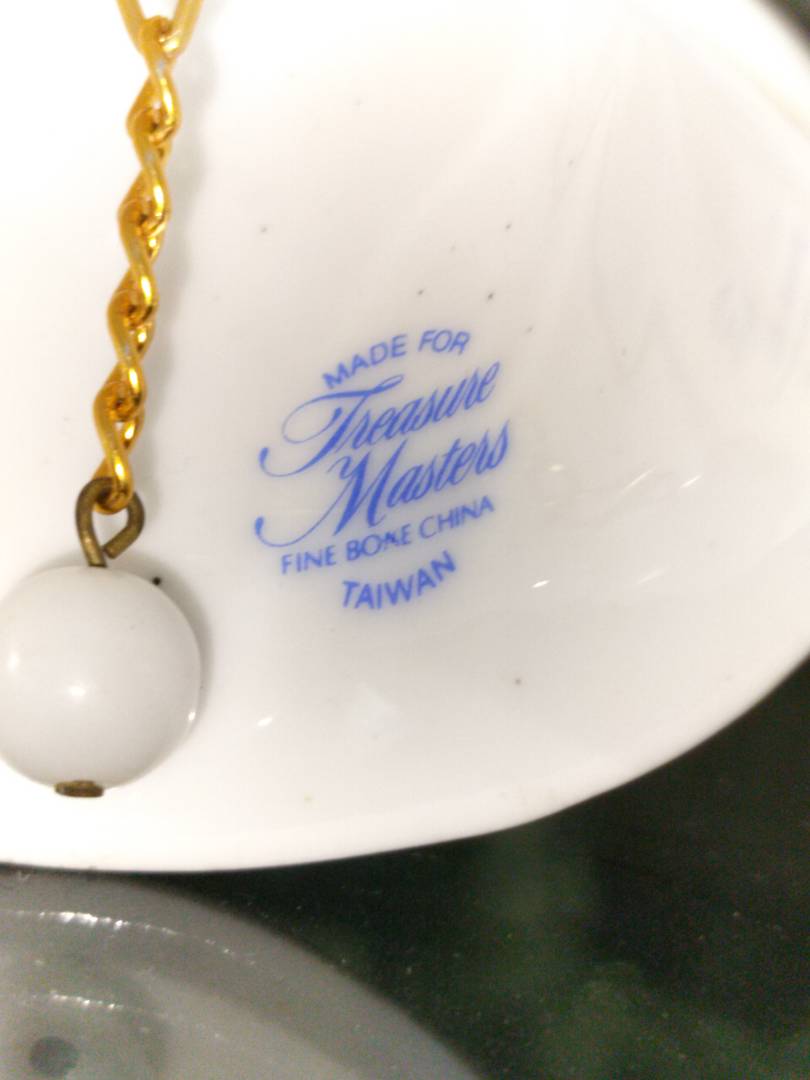 MADE FOR
Treasure
Masters
FINE BONE CHINA
TAIWAN